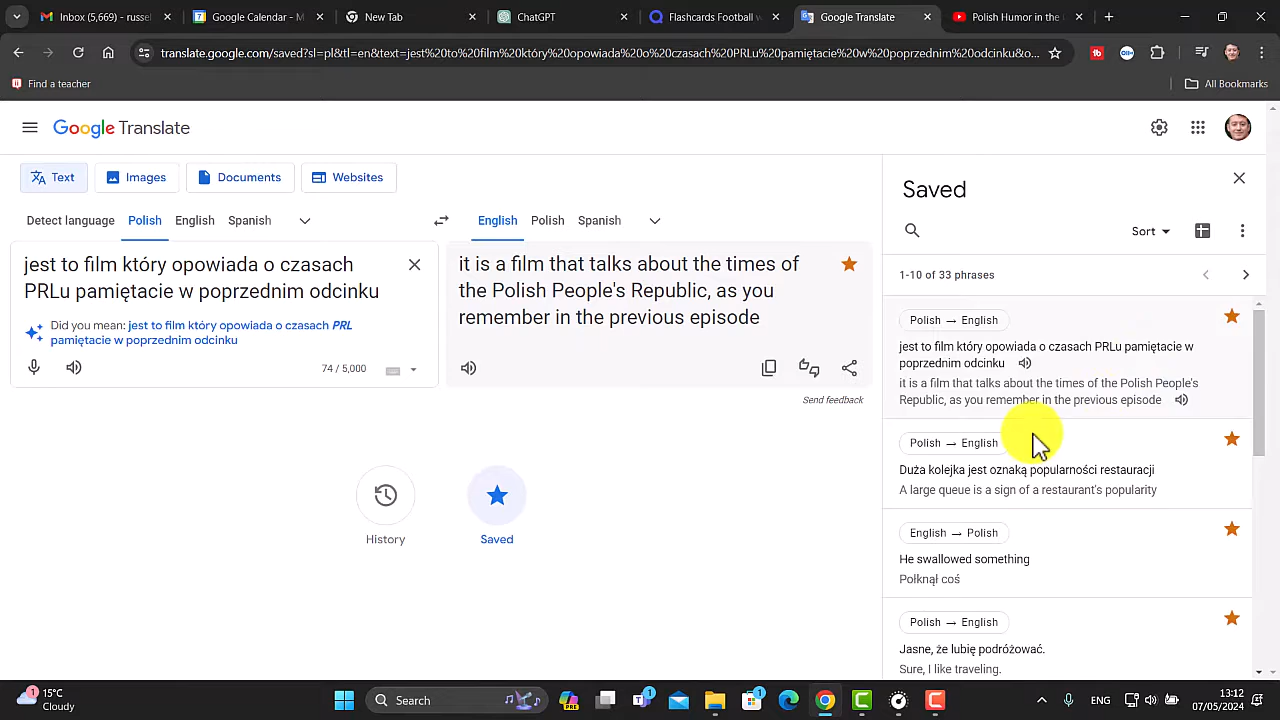 Inbox (5,669) – russel
Google Calendar - M
New Tab
ChatGPT
Flashcards Football w
Google Translate
Polish Humor in the
translate.google.com/saved?sl=pl&tl=en&text=jest%20to%20film%20który%20opowiada%20o%20czasach%20PRLu%20pamiętacie%20w%20poprzednim%20odcinku&o...
Find a teacher
All Bookmarks
Google Translate
Text
Images
Documents
Websites
Detect language
Polish
English
Spanish
English
Polish
Spanish
jest to film który opowiada o czasach
PRLu pamiętacie w poprzednim odcinku
Did you mean: jest to film który opowiada o czasach PRL
pamiętacie w poprzednim odcinku
74 / 5,000
it is a film that talks about the times of
the Polish People's Republic, as you
remember in the previous episode
Send feedback
History
Saved
Saved
Sort
1-10 of 33 phrases
Polish → English
jest to film który opowiada o czasach PRLu pamiętacie w
poprzednim odcinku
it is a film that talks about the times of the Polish People's
Republic, as you remember in the previous episode
Polish → English
Duża kolejka jest oznaką popularności restauracji
A large queue is a sign of a restaurant's popularity
English → Polish
He swallowed something
Połknął coś
Polish → English
Jasne, że lubię podróżować.
Sure, I like traveling.
1
15°C
Cloudy
Search
PRE
1
1
ENG
13:12
07/05/2024